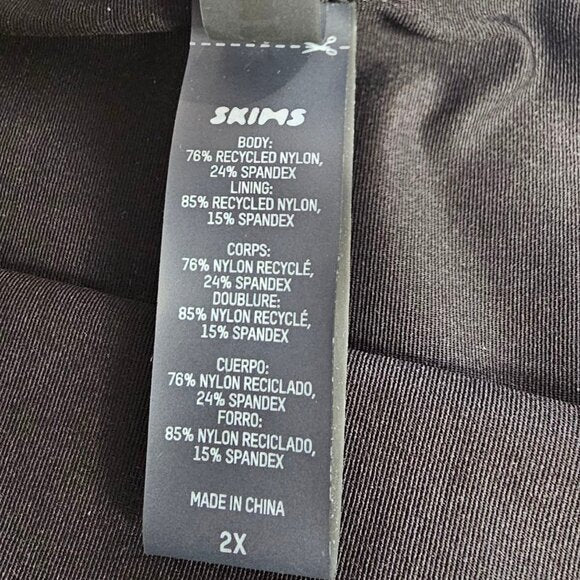 SKIMS
BODY:
76% RECYCLED NYLON,
24% SPANDEX
LINING:
85% RECYCLED NYLON,
15% SPANDEX
CORPS:
76% NYLON RECYCLÉ,
24% SPANDEX
DOUBLURE:
85% NYLON RECYCLÉ,
15% SPANDEX
CUERPO:
76% NYLON RECICLADO,
24% SPANDEX
FORRO:
85% NYLON RECICLADO,
15% SPANDEX
MADE IN CHINA
2X